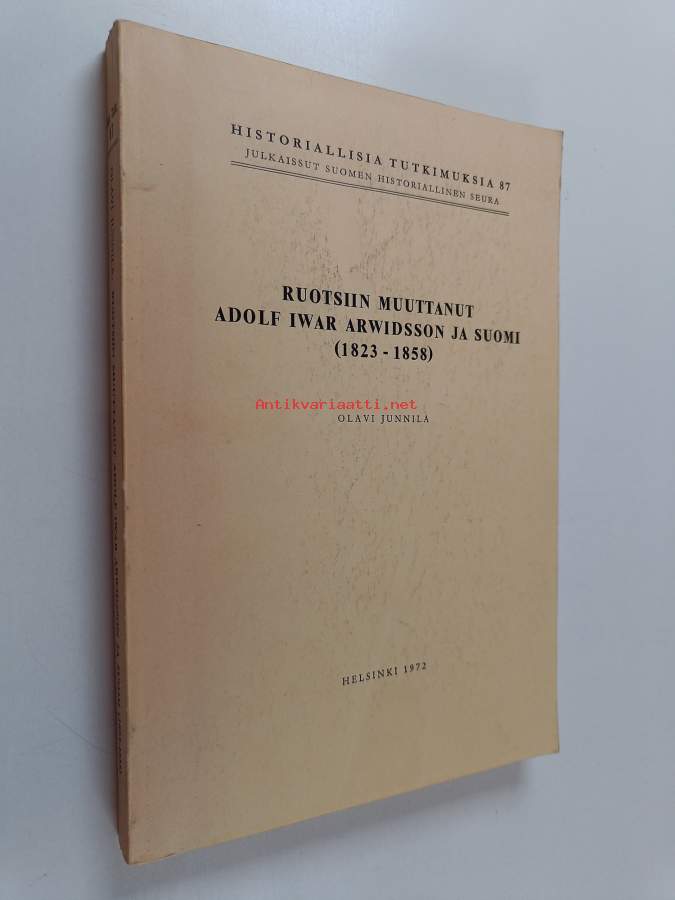 HISTORIALLISIA TUTKIMUKSIA 87
JULKAISSUT SUOMEN HISTORIALLINEN SEURA
RUOTSIIN MUUTTANUT
ADOLF IWAR ARWIDSSON JA SUOMI
(1823 - 1858)
Antikvariaatti.net
OLAVI JUNNILA
HELSINKI 1972